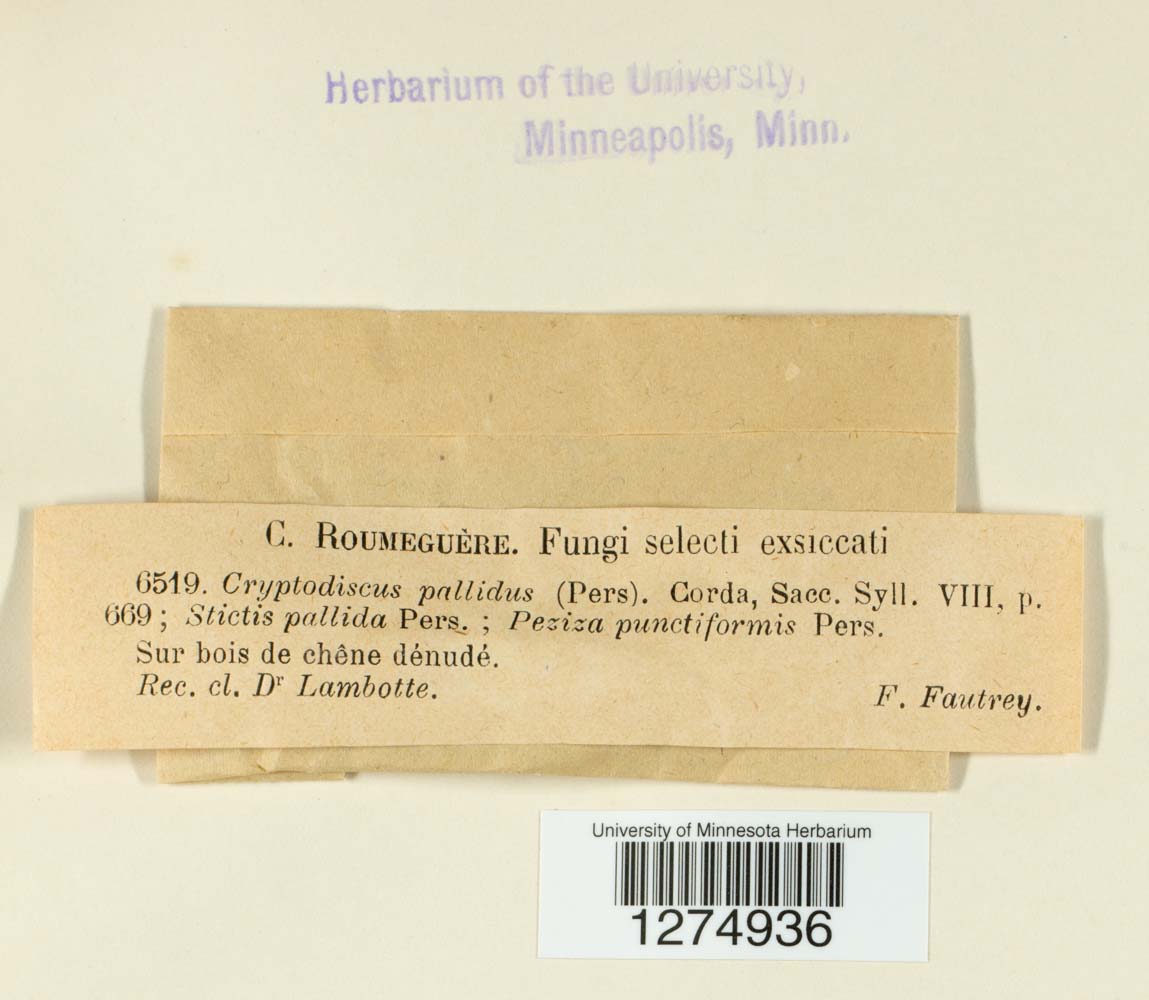 Herbarium of the University,
Minneapolis, Minn.
C. ROUMEGUÈRE. Fungi selecti exsiccati
6519. Cryptodiscus pallidus (Pers). Corda, Sacc. Syll. VIII, p.
669 ; Stictis pallida Pers. ; Peziza punctiformis Pers.
Sur bois de chêne dénudé.
Rec. cl. Dr Lambotte.
F. Fautrey.
University of Minnesota Herbarium
1274936